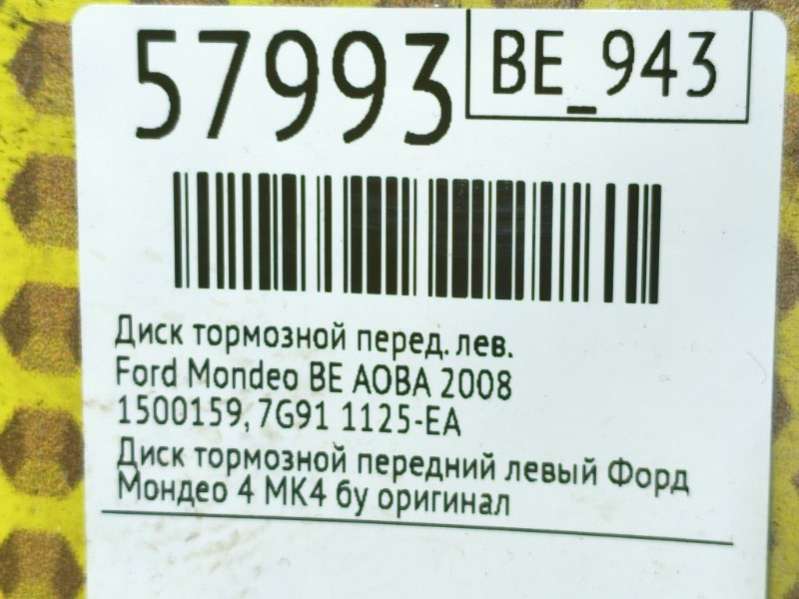 57993
BE_943
Диск тормозной перед. лев.
Ford Mondeo BE AOBA 2008
1500159, 7G91 1125-EA
Диск тормозной передний левый Форд
Мондео 4 МК4 бу оригинал